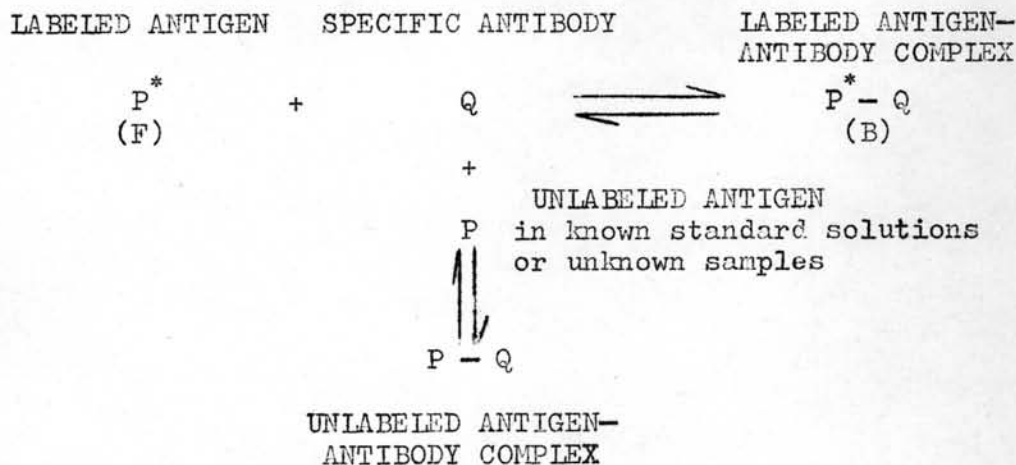 LABELED ANTIGEN SPECIFIC ANTIBODY LABELED ANTIGEN-
ANTIBODY COMPLEX
P* + Q P* - Q
(F) (B)
+
UNLABELED ANTIGEN
P in known standard solutions
or unknown samples
P - Q
UNLABELED ANTIGEN-
ANTIBODY COMPLEX